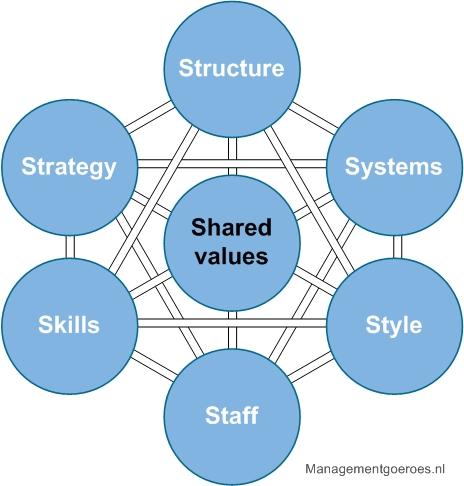 Structure
Strategy
Systems
Shared
values
Skills
Style
Staff
Managementgoeroes.nl